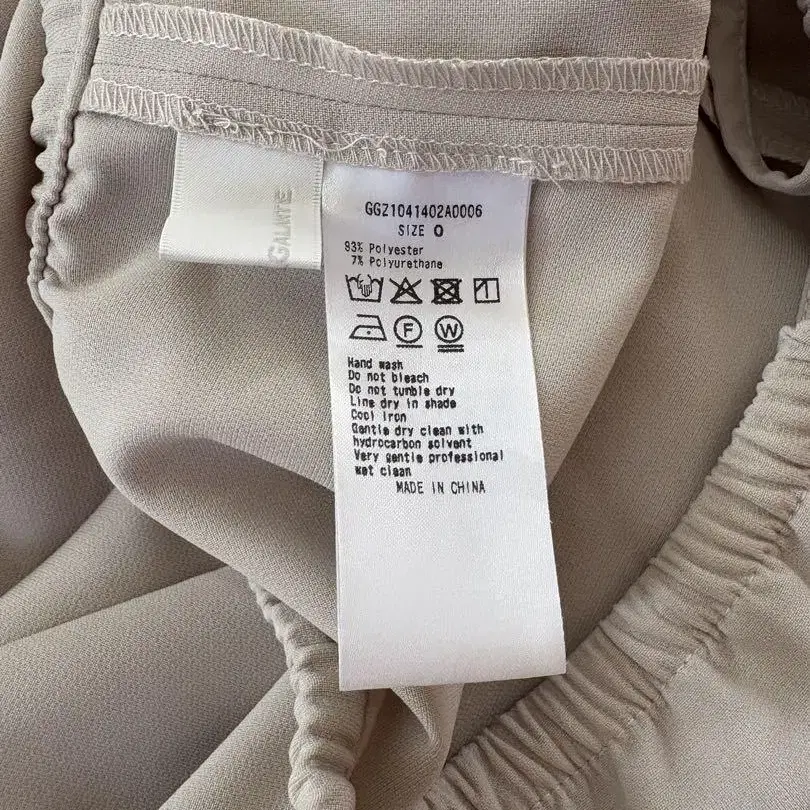 GALMTE
GGZ1041402A0006
SIZE 0
93% Polyester
7% Polyurethane
F
W
Hand wash
Do not bleach
Do not tumble dry
Line dry in shade
Cool iron
Gentle dry clean with
hydrocarbon solvent
Very gentle professional
wet clean
MADE IN CHINA